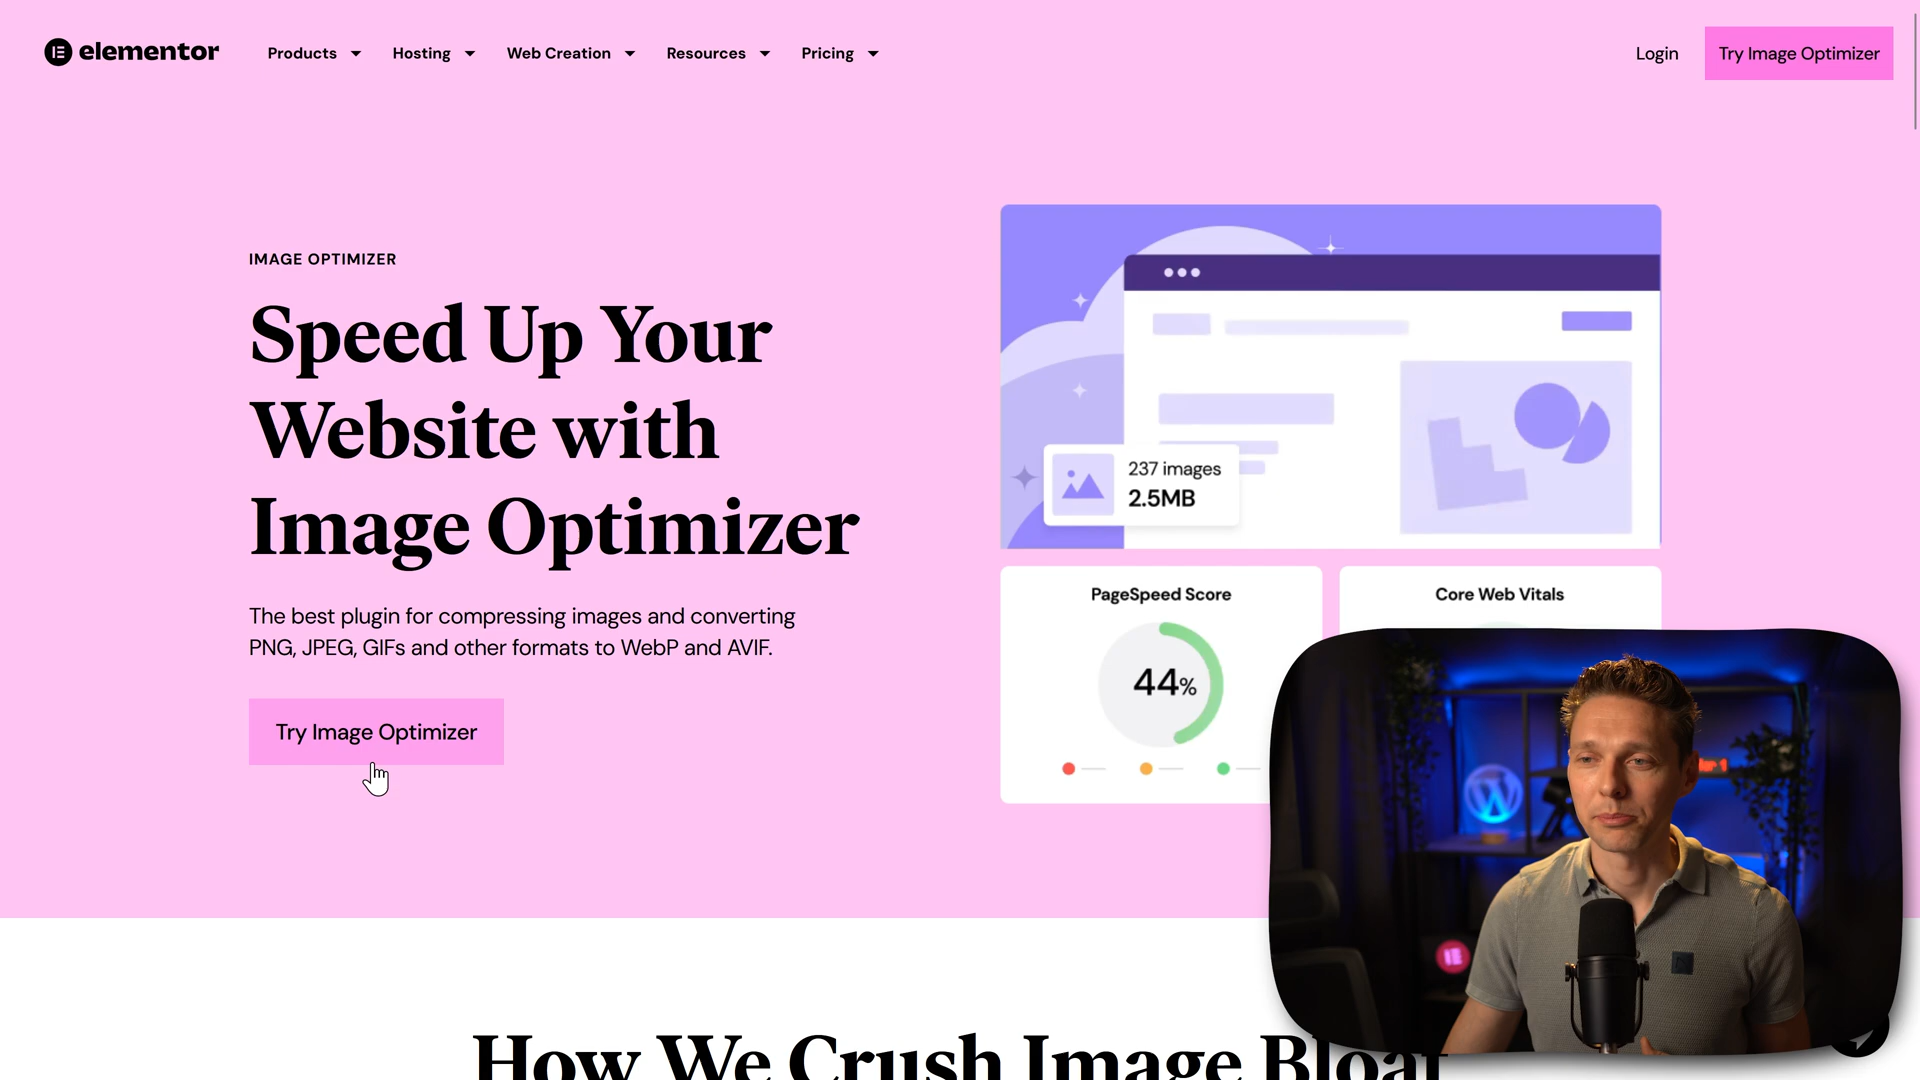 elementor
Products
Hosting
Web Creation
Resources
Pricing
Login
Try Image Optimizer
IMAGE OPTIMIZER
Speed Up Your
Website with
Image Optimizer
The best plugin for compressing images and converting
PNG, JPEG, GIFs and other formats to WebP and AVIF.
Try Image Optimizer
237 images
2.5MB
PageSpeed Score
44%
Core Web Vitals
How We Crush Image Bloat